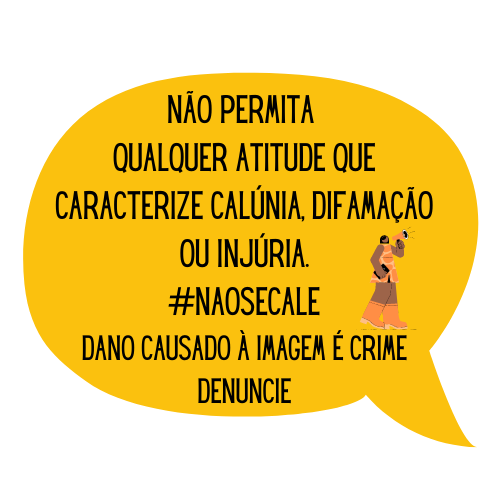 NÃO PERMITA
QUALQUER ATITUDE QUE
CARACTERIZE CALÚNIA, DIFAMAÇÃO
OU INJÚRIA.
#NAOSECALE
DANO CAUSADO À IMAGEM É CRIME
DENUNCIE